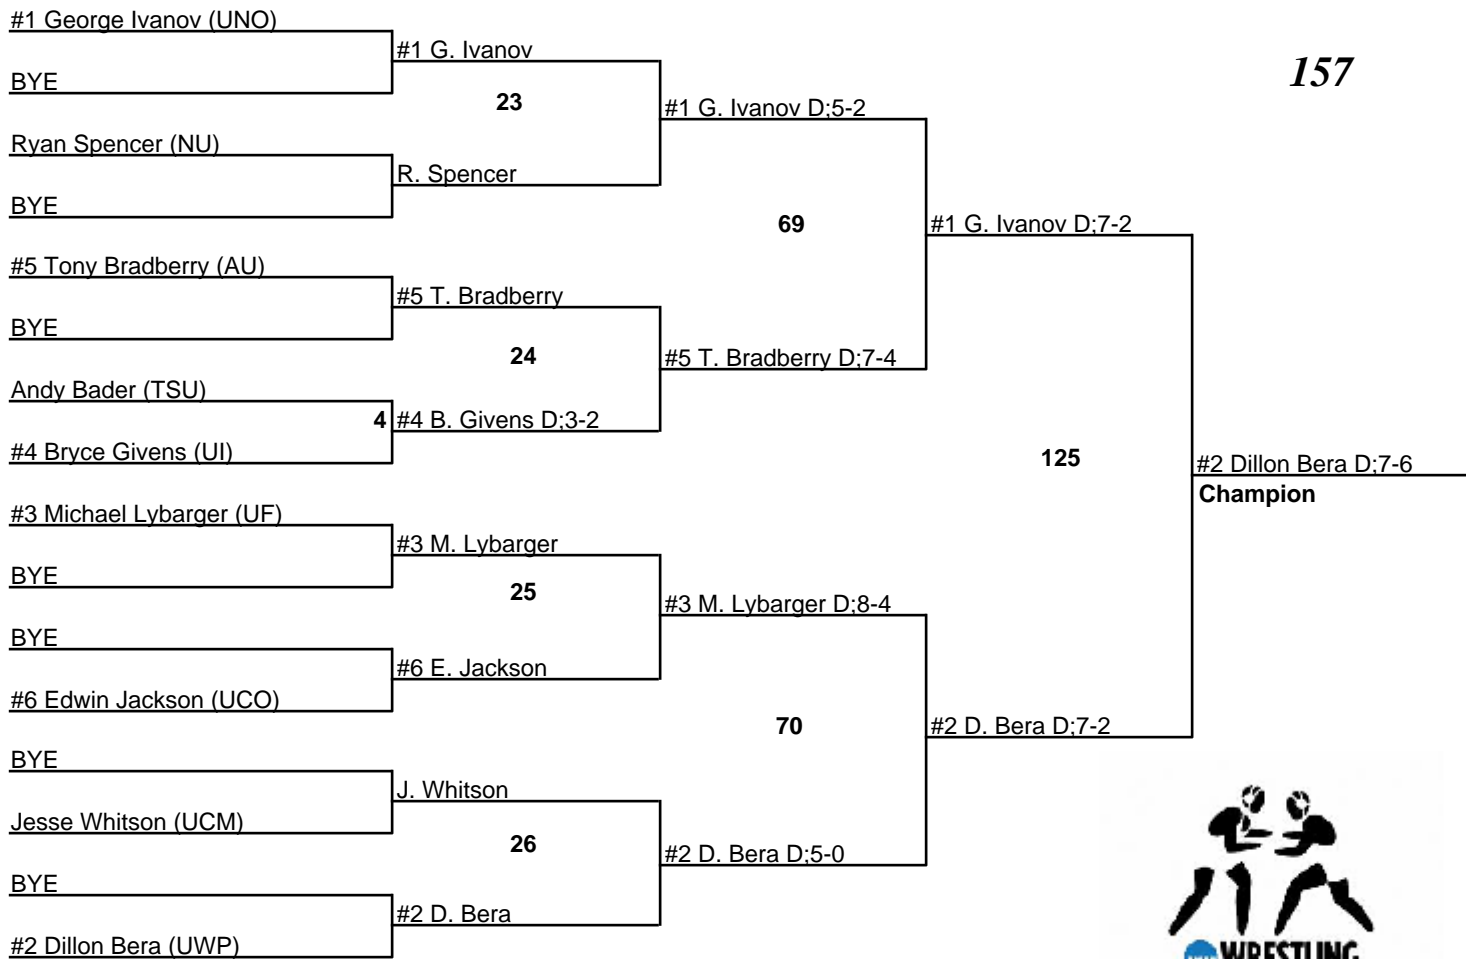 157
#1 George Ivanov (UNO)
BYE
Ryan Spencer (NU)
BYE
#5 Tony Bradberry (AU)
BYE
Andy Bader (TSU)
#4 Bryce Givens (UI)
#3 Michael Lybarger (UF)
BYE
BYE
#6 Edwin Jackson (UCO)
BYE
Jesse Whitson (UCM)
BYE
#2 Dillon Bera (UWP)
4
#1 G. Ivanov
23
R. Spencer
#5 T. Bradberry
24
#4 B. Givens D;3-2
#3 M. Lybarger
25
#6 E. Jackson
J. Whitson
26
#2 D. Bera
#1 G. Ivanov D;5-2
69
#5 T. Bradberry D;7-4
#3 M. Lybarger D;8-4
70
#2 D. Bera D;5-0
#1 G. Ivanov D;7-2
125
#2 D. Bera D;7-2
#2 Dillon Bera D;7-6
Champion
WRESTLING